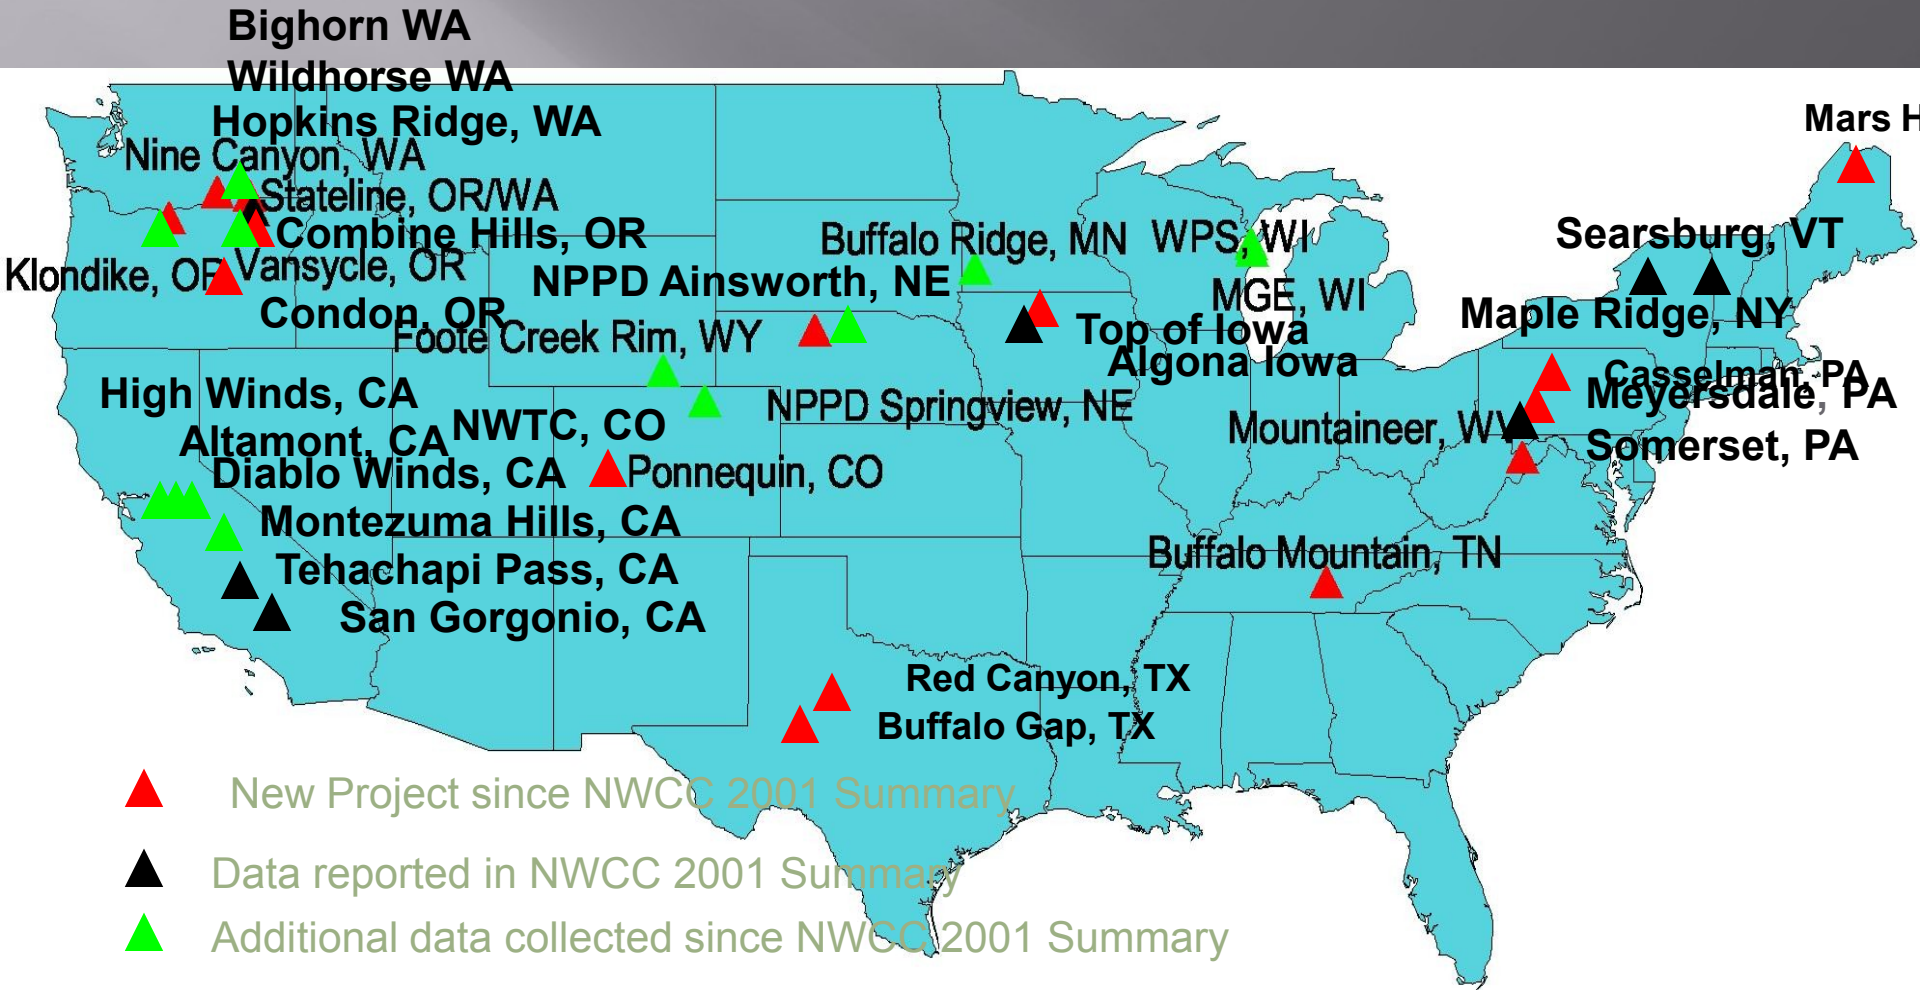 Bighorn WA
Wildhorse WA
Hopkins Ridge, WA
Nine Canyon, WA
Stateline, OR/WA
Combine Hills, OR
Klondike, OR
Vansycle, OR
Condon, OR
Mars H
Buffalo Ridge, MN
WPS, WI
Searsburg, VT
NPPD Ainsworth, NE
MGE, WI
Maple Ridge, NY
Foote Creek Rim, WY
Top of Iowa
Algona Iowa
Casselman, PA
Meyersdale, PA
High Winds, CA
NPPD Springview, NE
Altamont, CA
NWTC, CO
Mountaineer, WV
Somerset, PA
Diablo Winds, CA
Ponnequin, CO
Montezuma Hills, CA
Buffalo Mountain, TN
Tehachapi Pass, CA
San Gorgonio, CA
Red Canyon, TX
Buffalo Gap, TX
New Project since NWCC 2001 Summary
Data reported in NWCC 2001 Summary
Additional data collected since NWCC 2001 Summary